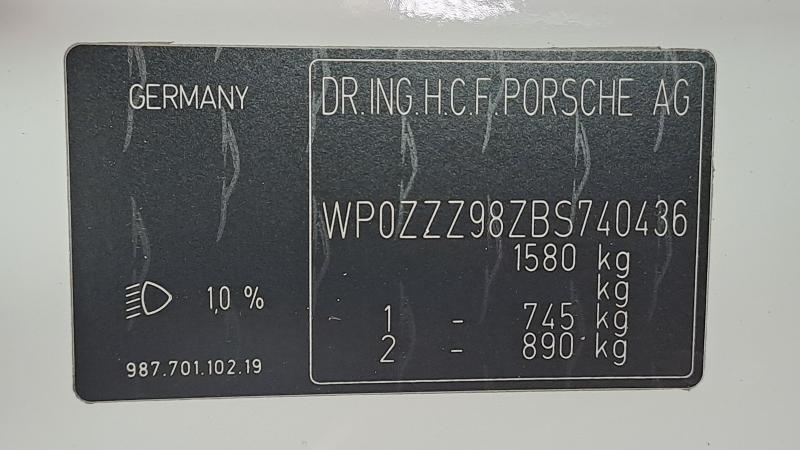 GERMANY
DR.ING.H.C.F.PORSCHE AG
WP0ZZZ98ZBS740436
1580 kg
kg
1 - 745 kg
2 - 890 kg
1,0 %
987.701.102.19